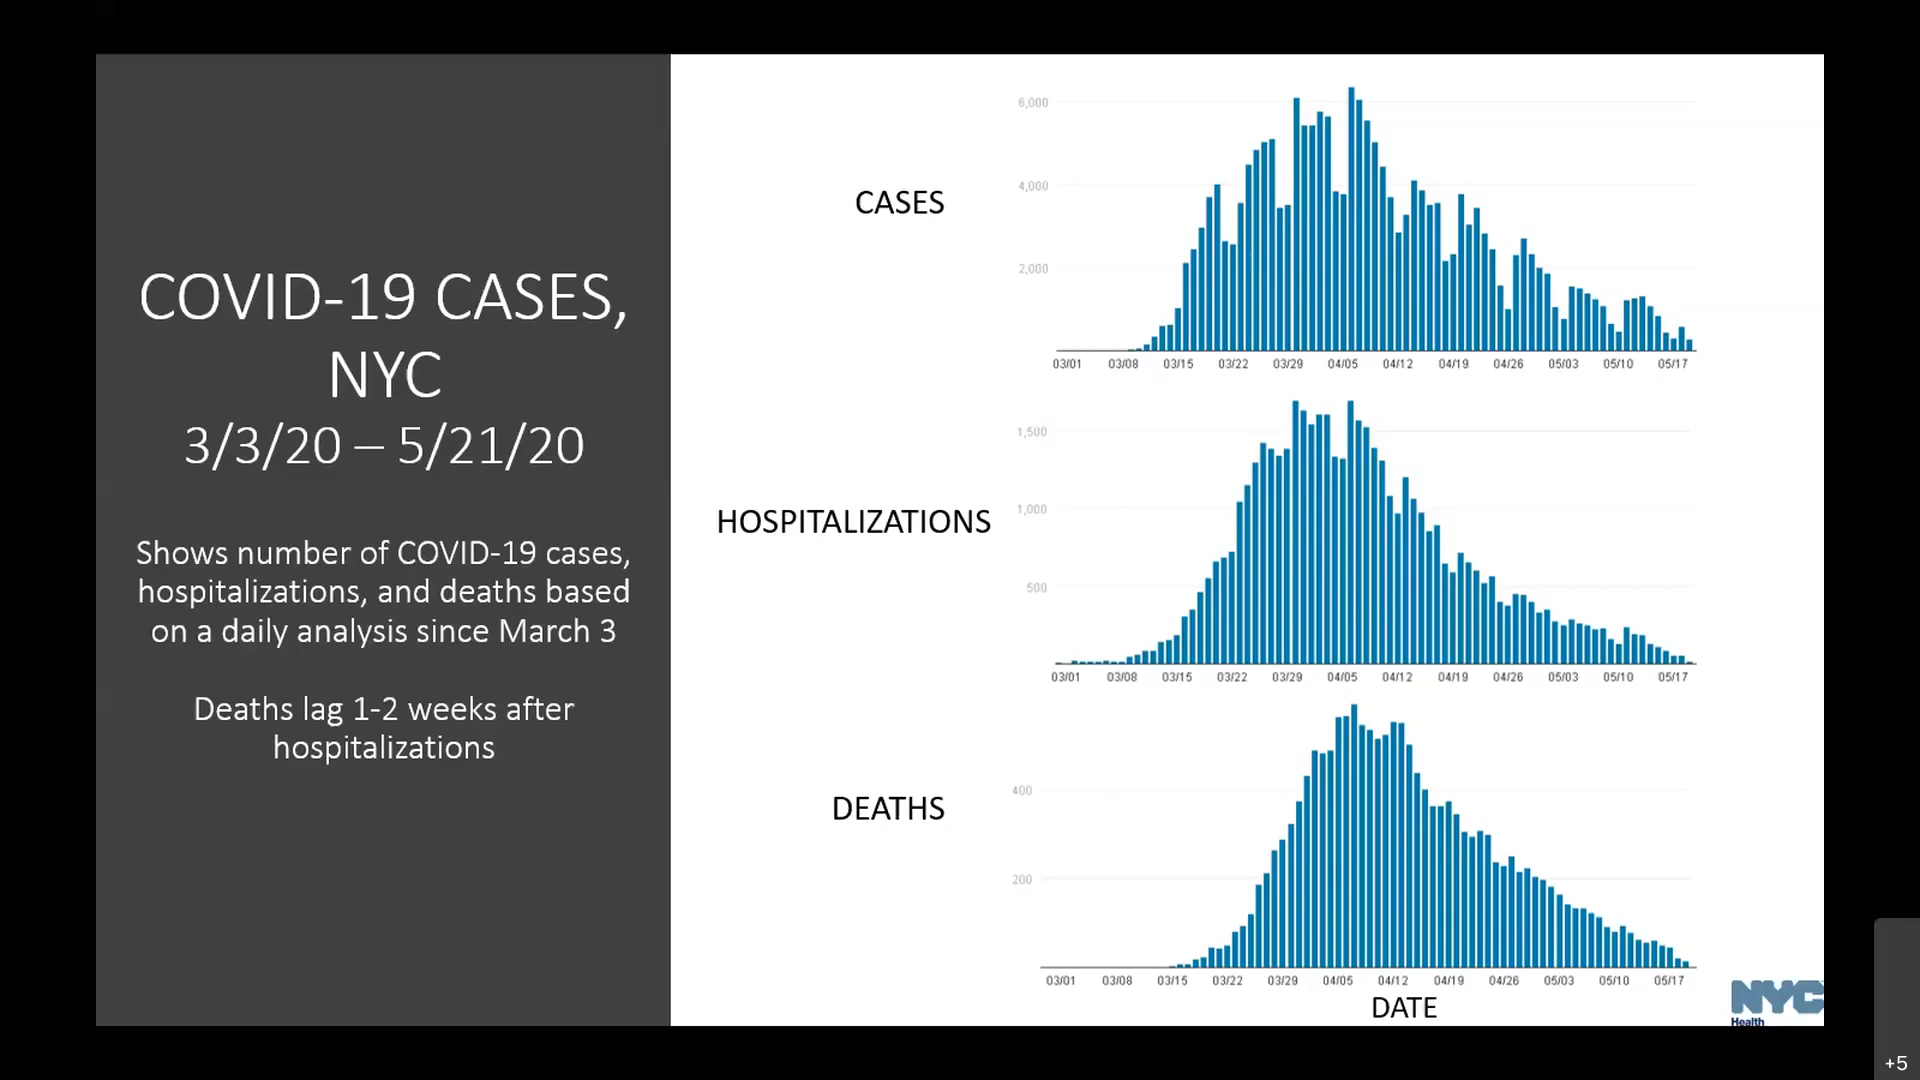 COVID-19 CASES,
NYC
3/3/20 – 5/21/20
Shows number of COVID-19 cases,
hospitalizations, and deaths based
on a daily analysis since March 3
Deaths lag 1-2 weeks after
hospitalizations
CASES
6,000
4,000
2,000
03/01 03/08 03/15 03/22 03/29 04/05 04/12 04/19 04/26 05/03 05/10 05/17
HOSPITALIZATIONS
1,500
1,000
500
03/01 03/08 03/15 03/22 03/29 04/05 04/12 04/19 04/26 05/03 05/10 05/17
DEATHS
400
200
03/01 03/08 03/15 03/22 03/29 04/05 04/12 04/19 04/26 05/03 05/10 05/17
DATE
NYC
Health
+5